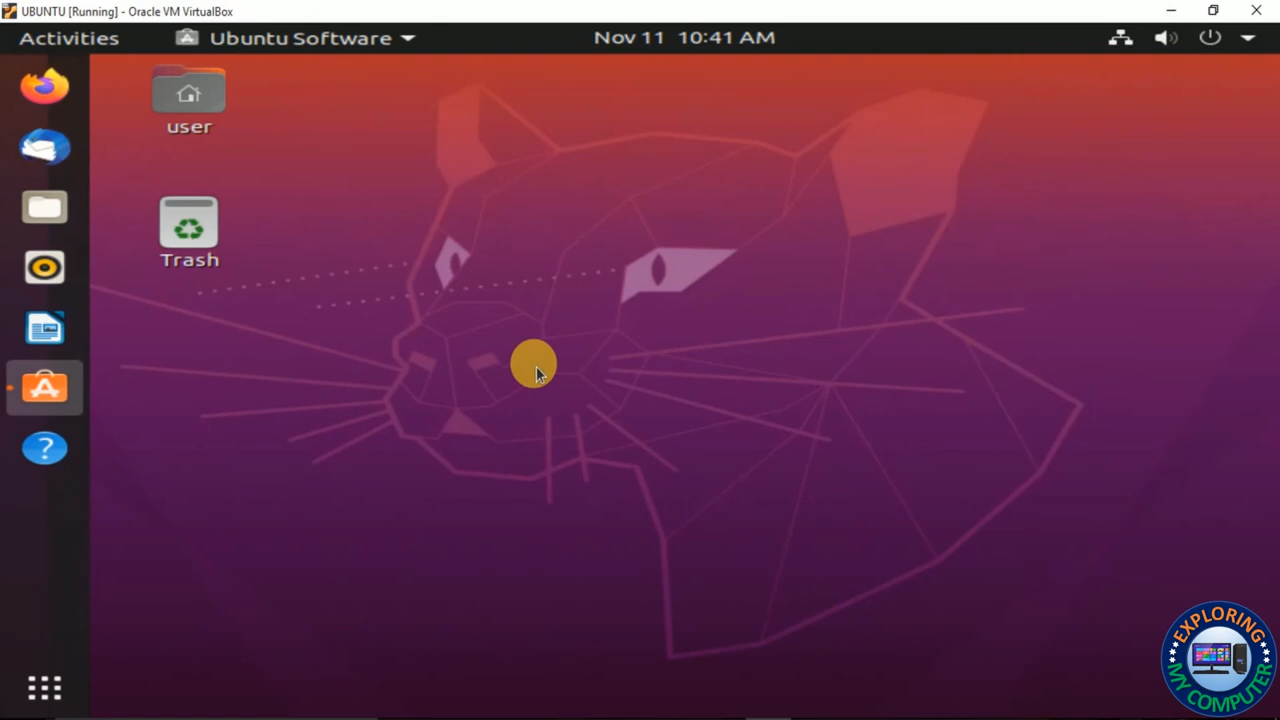 UBUNTU [Running] - Oracle VM VirtualBox
Activities
Ubuntu Software
Nov 11 10:41 AM
user
Trash
?
EXPLORING
MY COMPUTER